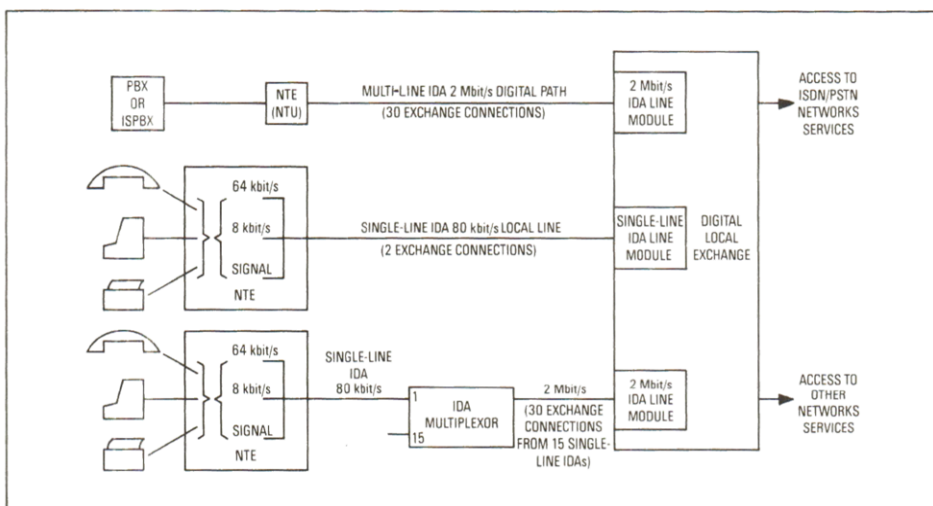 PBX
OR
ISPBX
NTE
(NTU)
MULTI-LINE IDA 2 Mbit/s DIGITAL PATH
(30 EXCHANGE CONNECTIONS)
2 Mbit/s
IDA LINE
MODULE
ACCESS TO
ISDN/PSTN
NETWORKS
SERVICES
64 kbit/s
8 kbit/s
SIGNAL
NTE
SINGLE-LINE IDA 80 kbit/s LOCAL LINE
(2 EXCHANGE CONNECTIONS)
SINGLE-LINE
IDA LINE
MODULE
DIGITAL
LOCAL
EXCHANGE
64 kbit/s
8 kbit/s
SIGNAL
NTE
SINGLE-LINE
IDA
80 kbit/s
1
15
IDA
MULTIPLEXOR
2 Mbit/s
(30 EXCHANGE
CONNECTIONS
FROM 15 SINGLE-
LINE IDAs)
2 Mbit/s
IDA LINE
MODULE
ACCESS TO
OTHER
NETWORKS
SERVICES